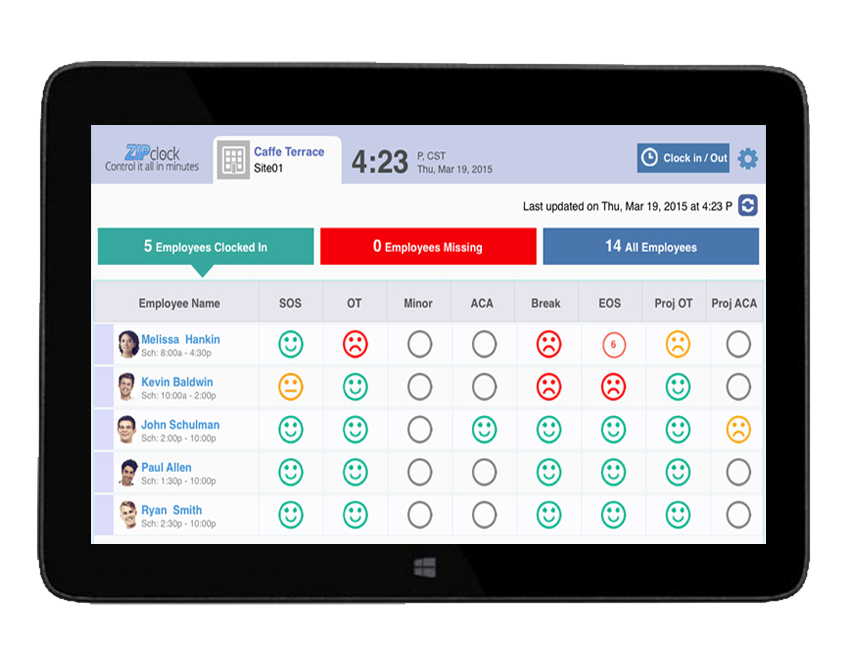 ZIPclock
Control it all in minutes
Caffe Terrace
Site01
4:23
P, CST
Thu, Mar 19, 2015
Clock in / Out
Last updated on Thu, Mar 19, 2015 at 4:23 P
5 Employees Clocked In
0 Employees Missing
14 All Employees
Employee Name SOS OT Minor ACA Break EOS Proj OT Proj ACA
Melissa Hankin
Sch: 8:00a - 4:30p
6
Kevin Baldwin
Sch: 10:00a - 2:00p
John Schulman
Sch: 2:00p - 10:00p
Paul Allen
Sch: 1:30p - 10:00p
Ryan Smith
Sch: 2:30p - 10:00p